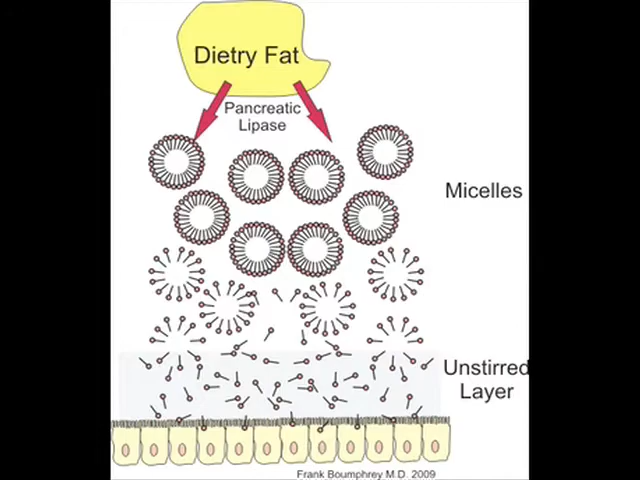 Dietry Fat
Pancreatic
Lipase
Micelles
Unstirred
Layer
Frank Boumphrey M.D. 2009